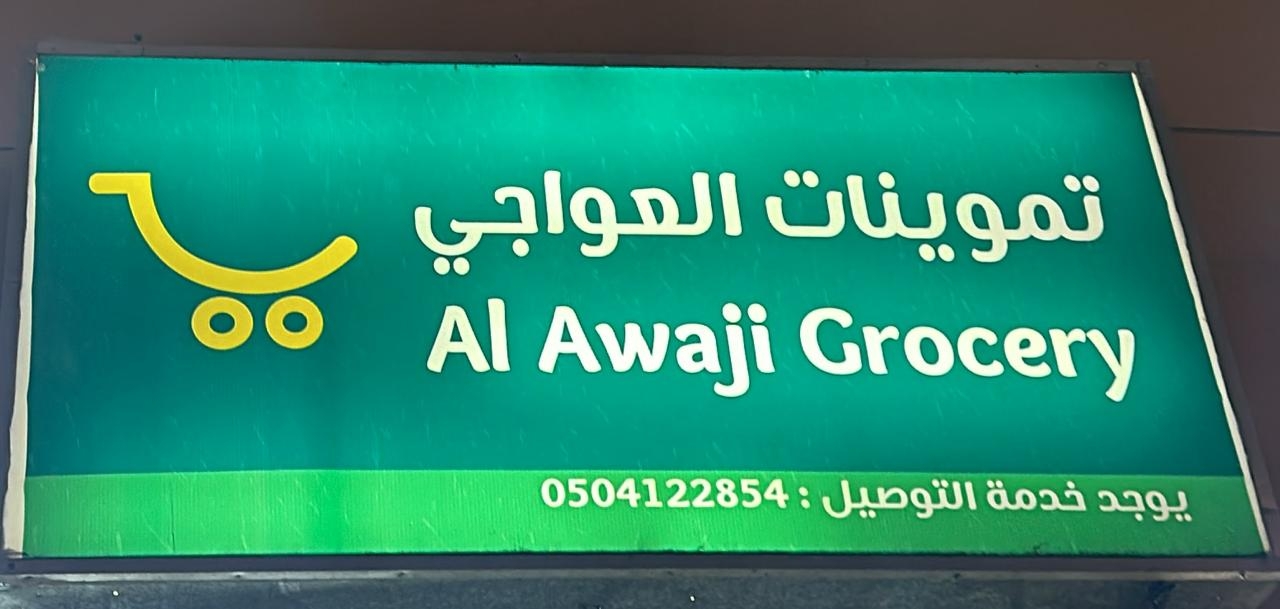 تموينات العواجي
Al Awaji Grocery
يوجد خدمة التوصيل : 0504122854